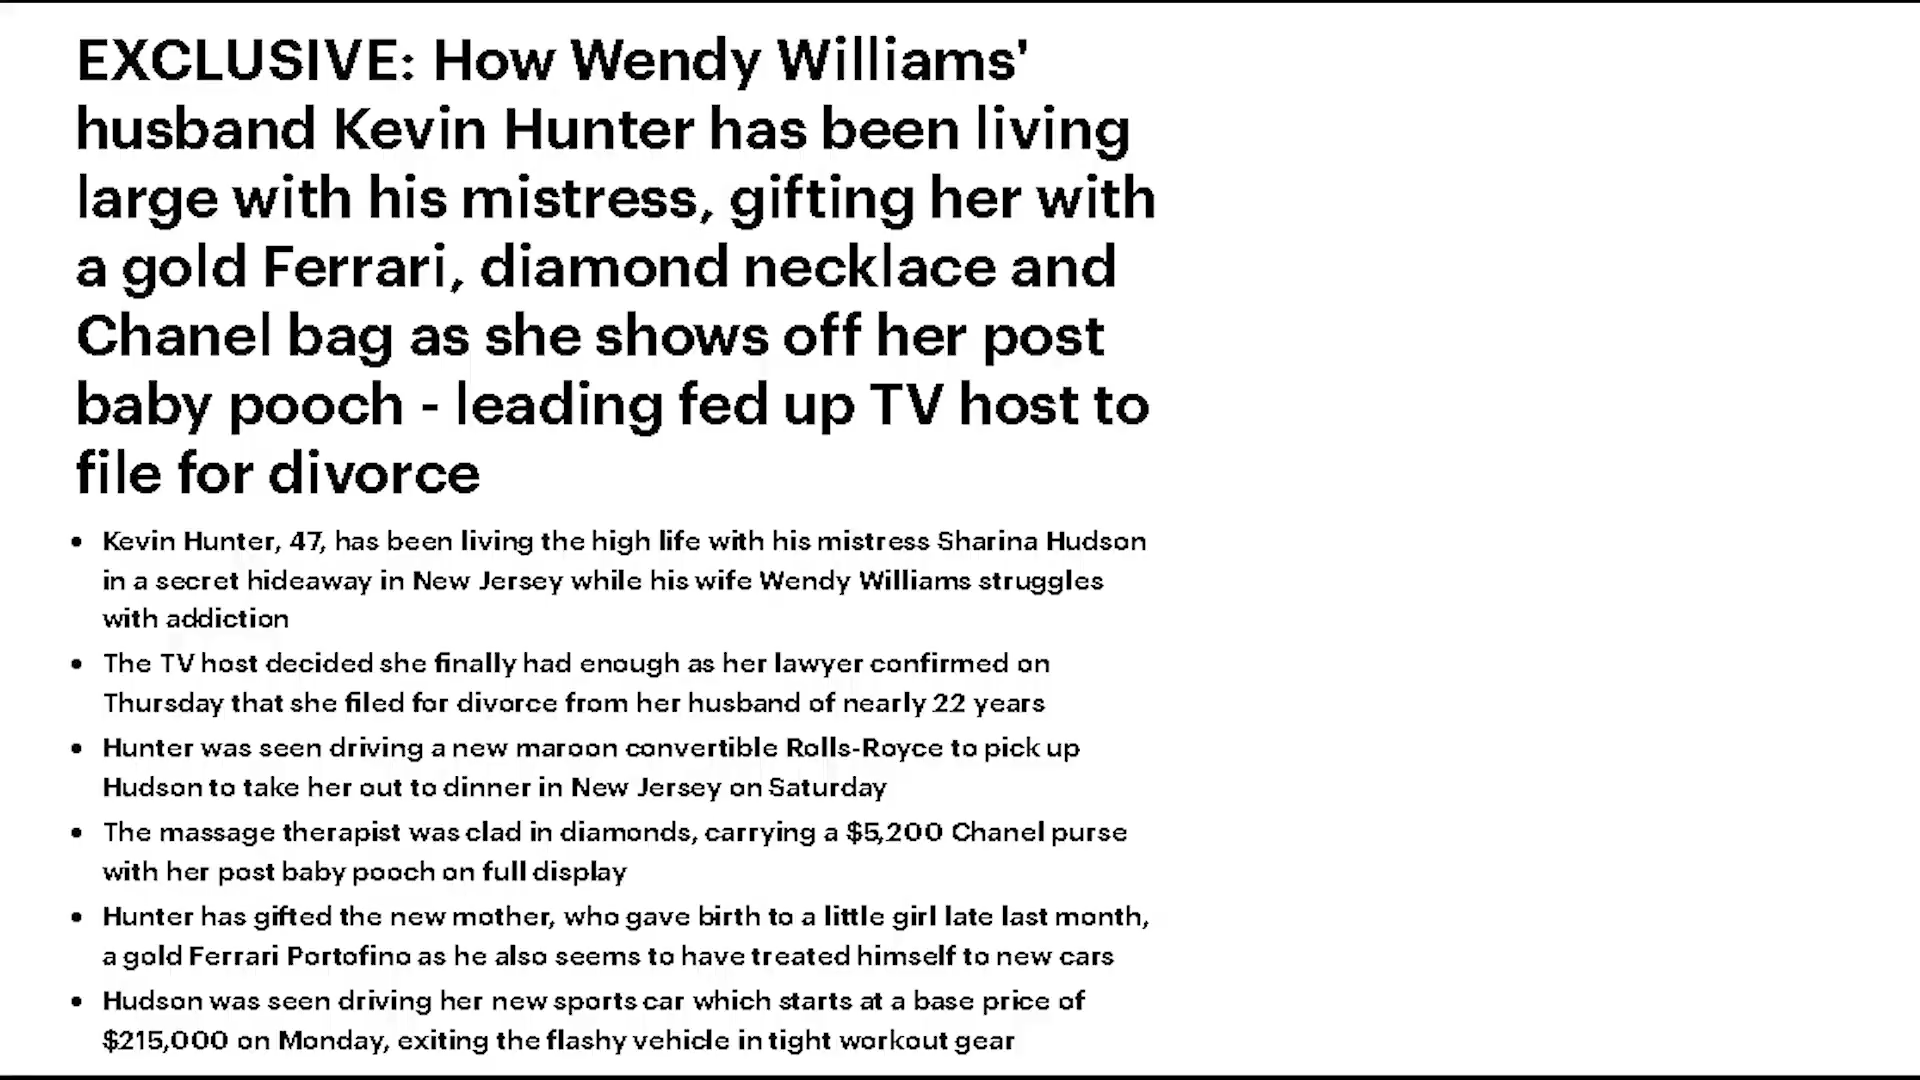 EXCLUSIVE: How Wendy Williams'
husband Kevin Hunter has been living
large with his mistress, gifting her with
a gold Ferrari, diamond necklace and
Chanel bag as she shows off her post
baby pooch - leading fed up TV host to
file for divorce
• Kevin Hunter, 47, has been living the high life with his mistress Sharina Hudson
in a secret hideaway in New Jersey while his wife Wendy Williams struggles
with addiction
• The TV host decided she finally had enough as her lawyer confirmed on
Thursday that she filed for divorce from her husband of nearly 22 years
• Hunter was seen driving a new maroon convertible Rolls-Royce to pick up
Hudson to take her out to dinner in New Jersey on Saturday
• The massage therapist was clad in diamonds, carrying a $5,200 Chanel purse
with her post baby pooch on full display
• Hunter has gifted the new mother, who gave birth to a little girl late last month,
a gold Ferrari Portofino as he also seems to have treated himself to new cars
• Hudson was seen driving her new sports car which starts at a base price of
$215,000 on Monday, exiting the flashy vehicle in tight workout gear